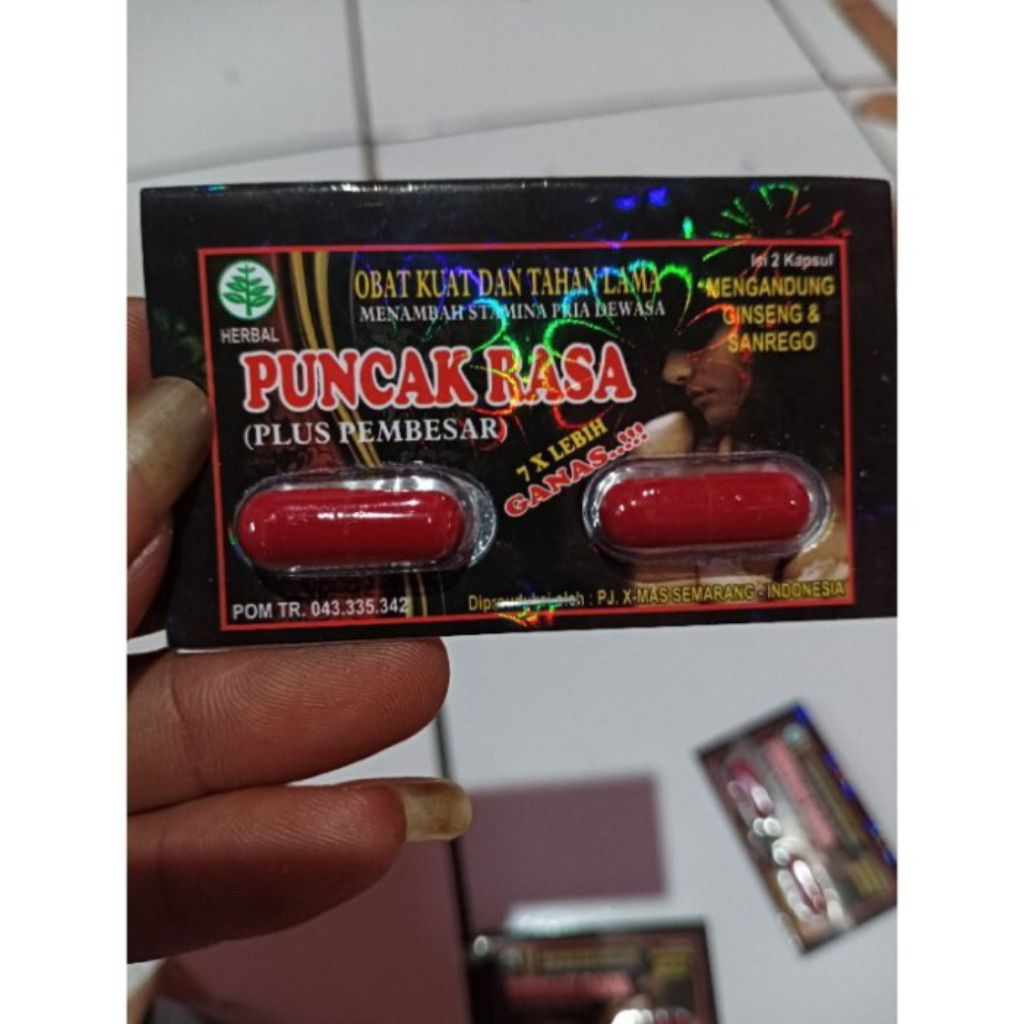 Isi 2 Kapsul
OBAT KUAT DAN TAHAN LAMA
MENAMBAH STAMINA PRIA DEWASA
*MENGANDUNG
GINSENG &
SANREGO
HERBAL
PUNCAK RASA
(PLUS PEMBESAR)
7 X LEBIH
GANAS..!!!
POM TR. 043.335.342
oleh : PJ. X-MAS SEMARANG - INDONESIA